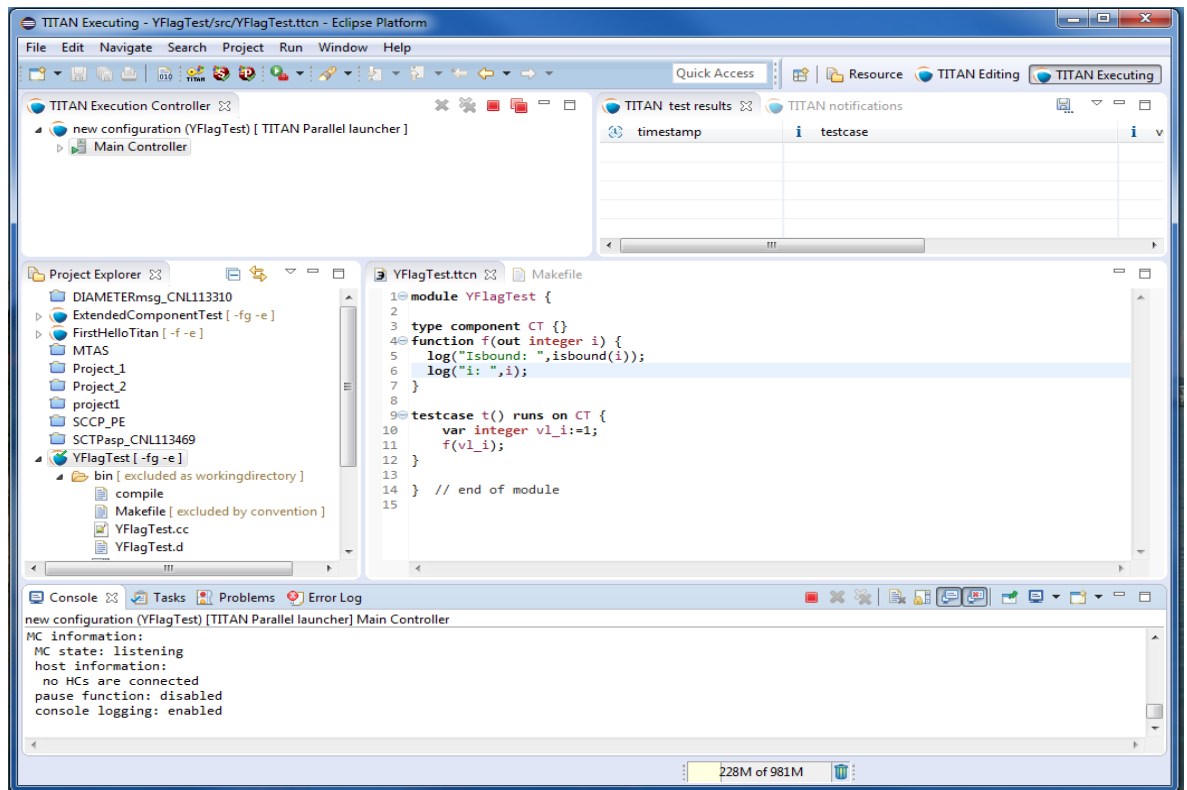 TITAN Executing - YFlagTest/src/YFlagTest.ttcn - Eclipse Platform
File Edit Navigate Search Project Run Window Help
Quick Access Resource TITAN Editing TITAN Executing
TITAN Execution Controller
new configuration (YFlagTest) [ TITAN Parallel launcher ]
Main Controller
TITAN test results TITAN notifications
timestamp i testcase i v
Project Explorer
DIAMETERmsg_CNL113310
ExtendedComponentTest [ -fg -e ]
FirstHelloTitan [ -f -e ]
MTAS
Project_1
Project_2
project1
SCCP_PE
SCTPasp_CNL113469
YFlagTest [ -fg -e ]
bin [ excluded as workingdirectory ]
compile
Makefile [ excluded by convention ]
YFlagTest.cc
YFlagTest.d
YFlagTest.ttcn Makefile
1 module YFlagTest {
2
3 type component CT {}
4 function f(out integer i) {
5 log("Isbound: ",isbound(i));
6 log("i: ",i);
7 }
8
9 testcase t() runs on CT {
10 var integer vl_i:=1;
11 f(vl_i);
12 }
13
14 } // end of module
15
Console Tasks Problems Error Log
new configuration (YFlagTest) [TITAN Parallel launcher] Main Controller
MC information:
MC state: listening
host information:
no HCs are connected
pause function: disabled
console logging: enabled
228M of 981M